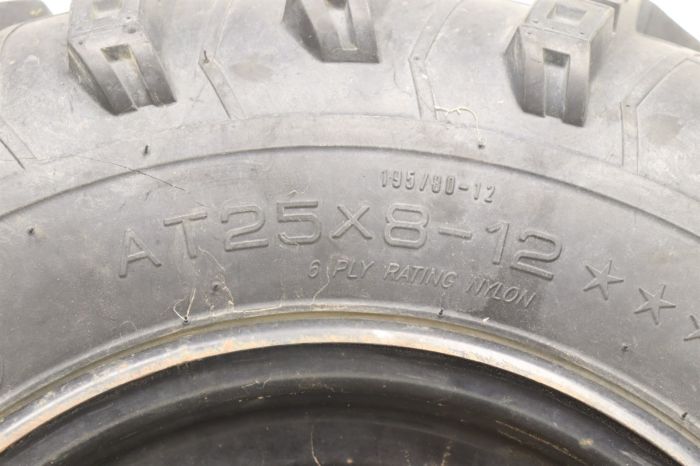 195/80-12
AT25x8-12 ☆☆☆
6 PLY RATING NYLON